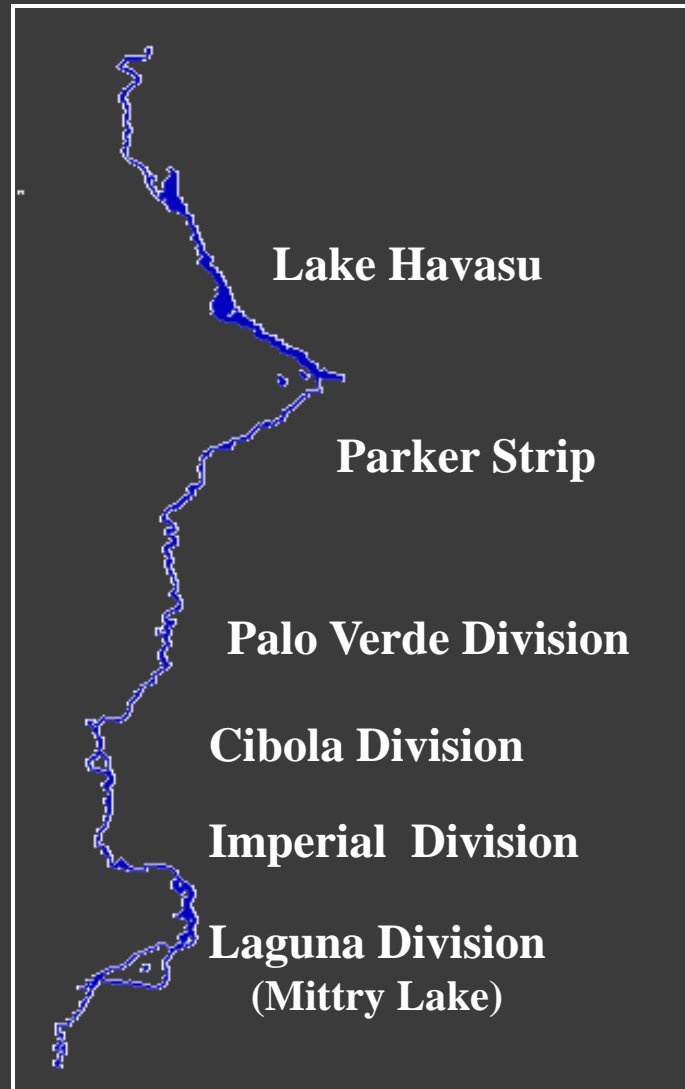 Lake Havasu
Parker Strip
Palo Verde Division
Cibola Division
Imperial Division
Laguna Division
(Mittry Lake)